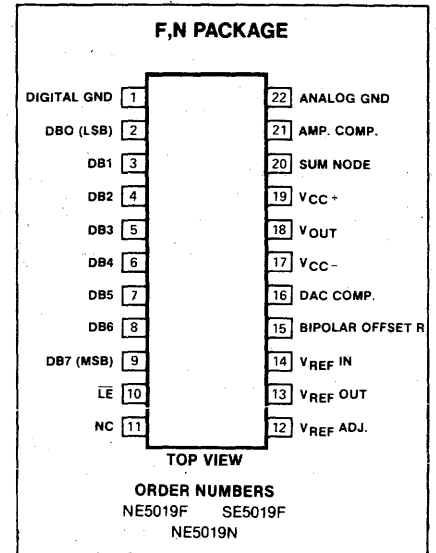 F,N PACKAGE
DIGITAL GND 1
22 ANALOG GND
DBO (LSB) 2
21 AMP. COMP.
DB1 3
20 SUM NODE
DB2 4
19 VCC+
DB3 5
18 VOUT
DB4 6
17 VCC-
DB5 7
16 DAC COMP.
DB6 8
15 BIPOLAR OFFSET R
DB7 (MSB) 9
14 VREF IN
L̅E̅ 10
13 VREF OUT
NC 11
12 VREF ADJ.
TOP VIEW
ORDER NUMBERS
NE5019F SE5019F
NE5019N